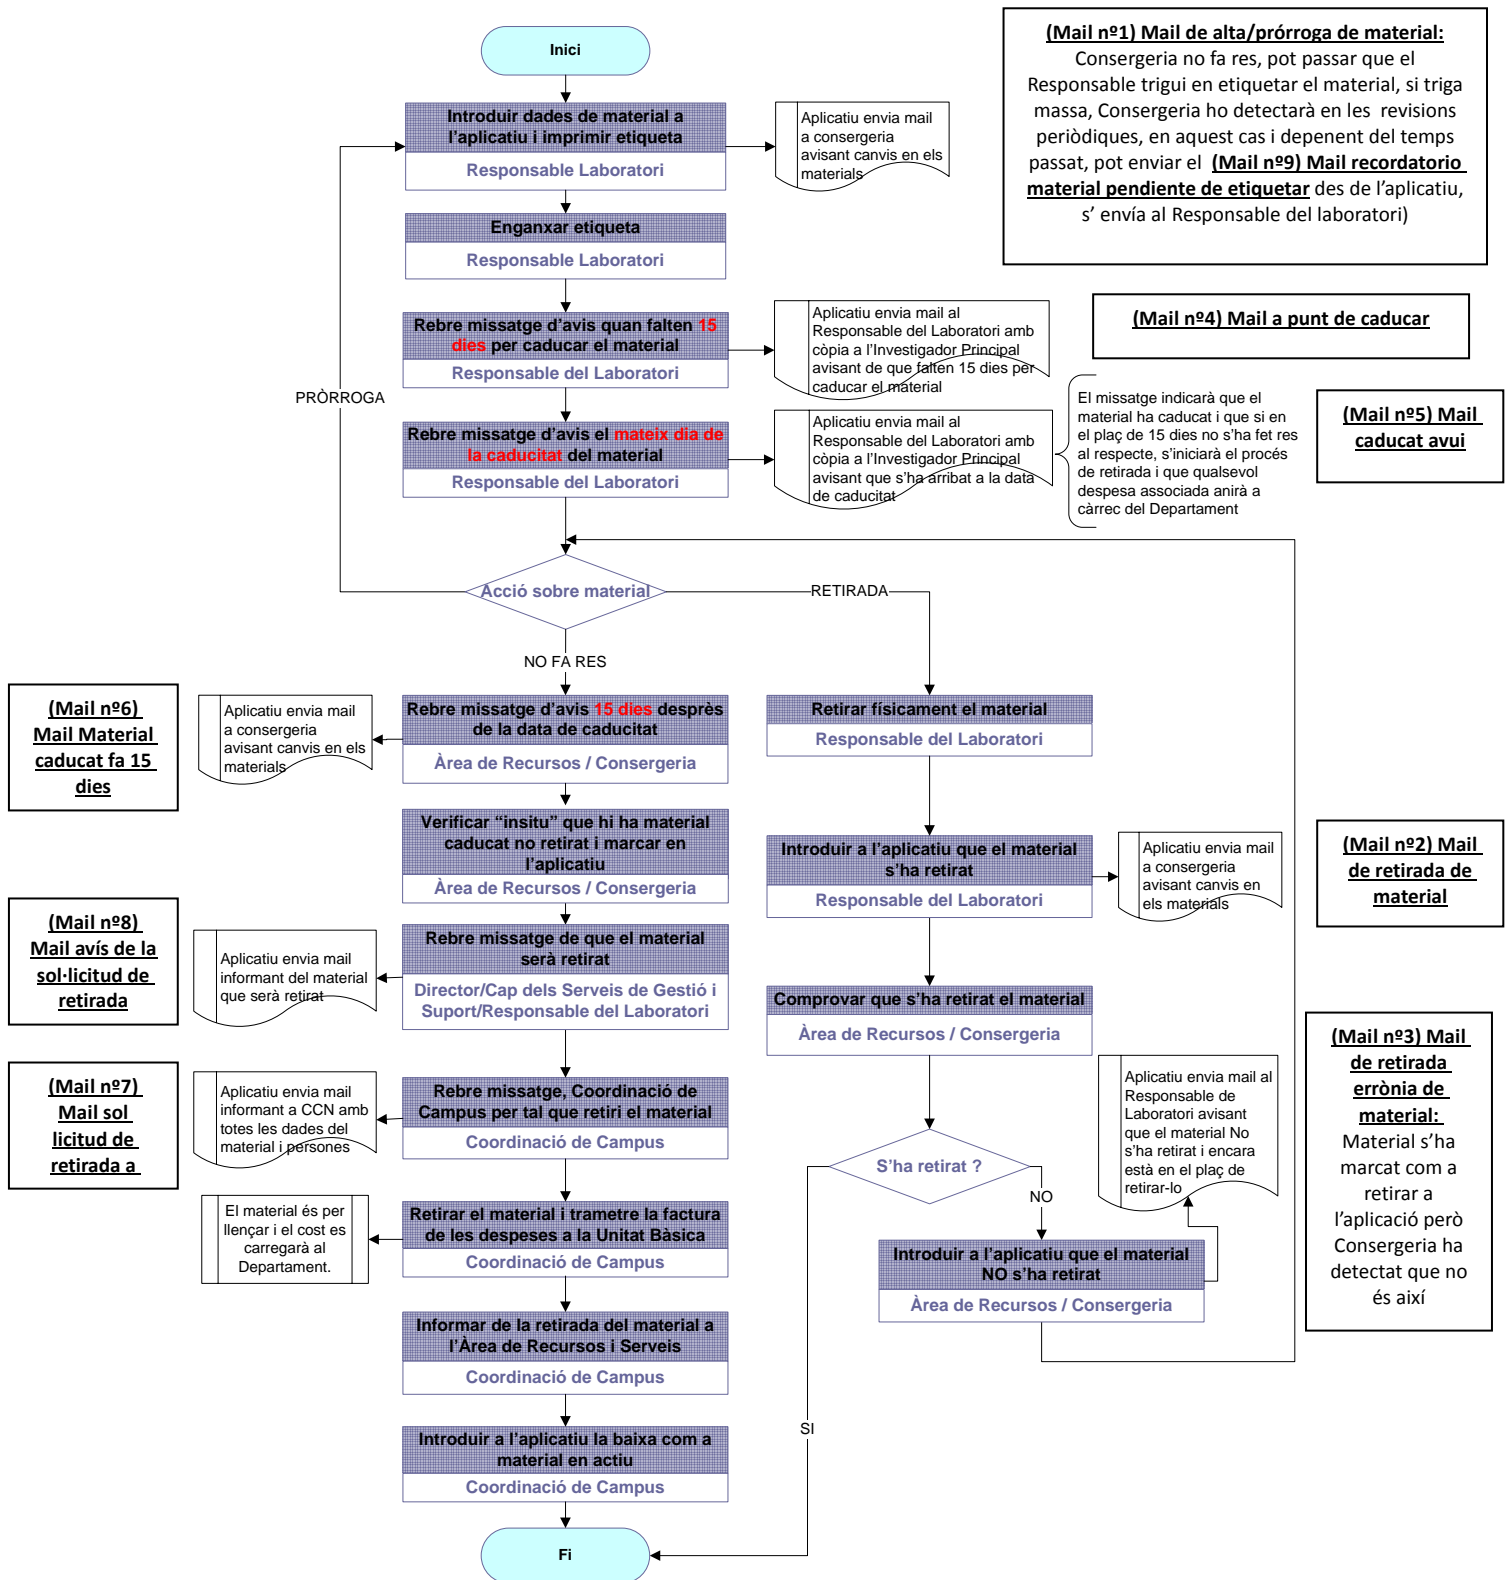 Inici
(Mail nº1) Mail de alta/prórroga de material:
Consergeria no fa res, pot passar que el
Responsable trigui en etiquetar el material, si triga
massa, Consergeria ho detectarà en les revisions
periòdiques, en aquest cas i depenent del temps
passat, pot enviar el (Mail nº9) Mail recordatorio
material pendiente de etiquetar des de l’aplicatiu,
s’ envía al Responsable del laboratori)
Introduir dades de material a
l’aplicatiu i imprimir etiqueta
Responsable Laboratori
Aplicatiu envia mail
a consergeria
avisant canvis en els
materials
Enganxar etiqueta
Responsable Laboratori
Rebre missatge d’avis quan falten 15
dies per caducar el material
Responsable del Laboratori
Aplicatiu envia mail al
Responsable del Laboratori amb
còpia a l’Investigador Principal
avisant de que falten 15 dies per
caducar el material
(Mail nº4) Mail a punt de caducar
PRÒRROGA
Rebre missatge d’avis el mateix dia de
la caducitat del material
Responsable del Laboratori
Aplicatiu envia mail al
Responsable del Laboratori amb
còpia a l’Investigador Principal
avisant que s’ha arribat a la data
de caducitat
El missatge indicarà que el
material ha caducat i que si en
el plaç de 15 dies no s’ha fet res
al respecte, s’iniciarà el procés
de retirada i que qualsevol
despesa associada anirà a
càrrec del Departament
(Mail nº5) Mail
caducat avui
Acció sobre material
RETIRADA
NO FA RES
(Mail nº6)
Mail Material
caducat fa 15
dies
Aplicatiu envia mail
a consergeria
avisant canvis en els
materials
Rebre missatge d’avis 15 dies desprès
de la data de caducitat
Àrea de Recursos / Consergeria
Retirar físicament el material
Responsable del Laboratori
Verificar “insitu” que hi ha material
caducat no retirat i marcar en
l’aplicatiu
Àrea de Recursos / Consergeria
Introduir a l’aplicatiu que el material
s’ha retirat
Responsable del Laboratori
Aplicatiu envia mail
a consergeria
avisant canvis en
els materials
(Mail nº2) Mail
de retirada de
material
(Mail nº8)
Mail avís de la
sol·licitud de
retirada
Aplicatiu envia mail
informant del material
que serà retirat
Rebre missatge de que el material
serà retirat
Director/Cap dels Serveis de Gestió i
Suport/Responsable del Laboratori
Comprovar que s’ha retirat el material
Àrea de Recursos / Consergeria
(Mail nº3) Mail
de retirada
errònia de
material:
Material s’ha
marcat com a
retirar a
l’aplicació però
Consergeria ha
detectat que no
és així
(Mail nº7)
Mail sol
licitud de
retirada a
Aplicatiu envia mail
informant a CCN amb
totes les dades del
material i persones
Rebre missatge, Coordinació de
Campus per tal que retiri el material
Coordinació de Campus
Aplicatiu envia mail al
Responsable de
Laboratori avisant
que el material No
s’ha retirat i encara
està en el plaç de
retirar-lo
S’ha retirat ?
NO
El material és per
llençar i el cost es
carregarà al
Departament.
Retirar el material i trametre la factura
de les despeses a la Unitat Bàsica
Coordinació de Campus
Introduir a l’aplicatiu que el material
NO s’ha retirat
Àrea de Recursos / Consergeria
Informar de la retirada del material a
l’Àrea de Recursos i Serveis
Coordinació de Campus
SI
Introduir a l’aplicatiu la baixa com a
material en actiu
Coordinació de Campus
Fi